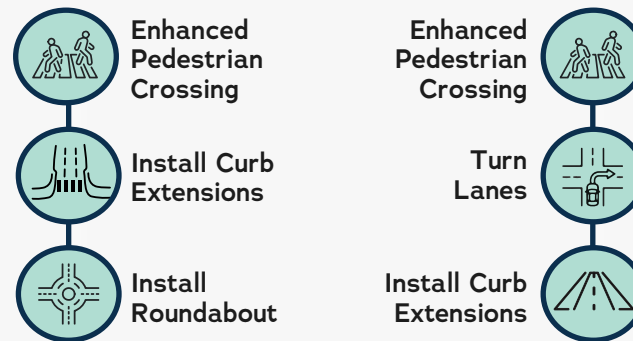 Enhanced
Pedestrian
Crossing
Install Curb
Extensions
Install
Roundabout
Enhanced
Pedestrian
Crossing
Turn
Lanes
Install Curb
Extensions